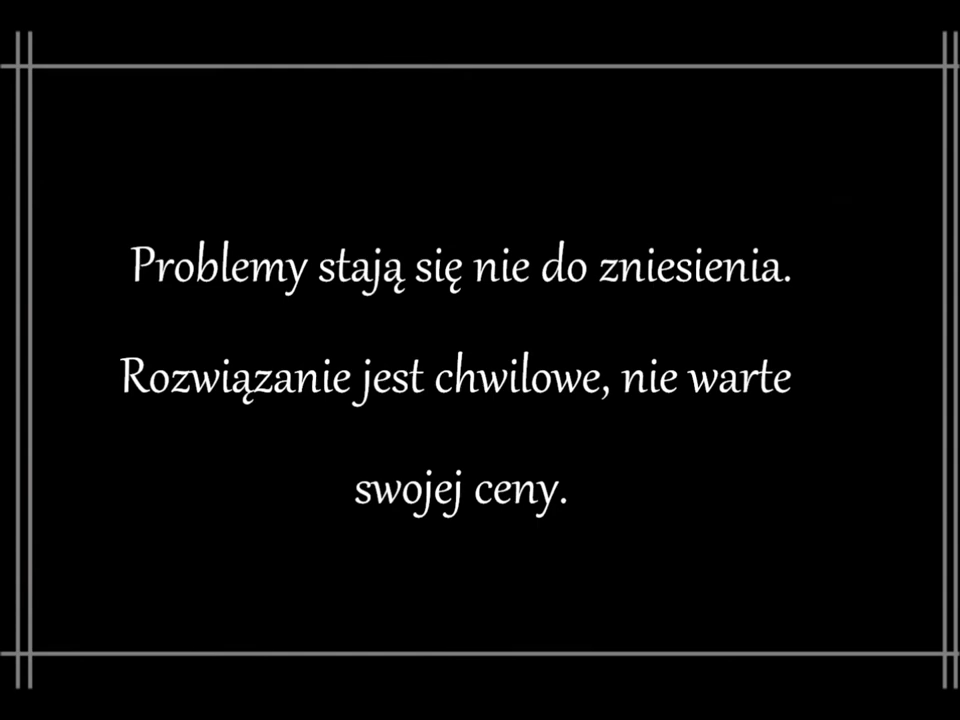 Problemy stają się nie do zniesienia.
Rozwiązanie jest chwilowe, nie warte
swojej ceny.